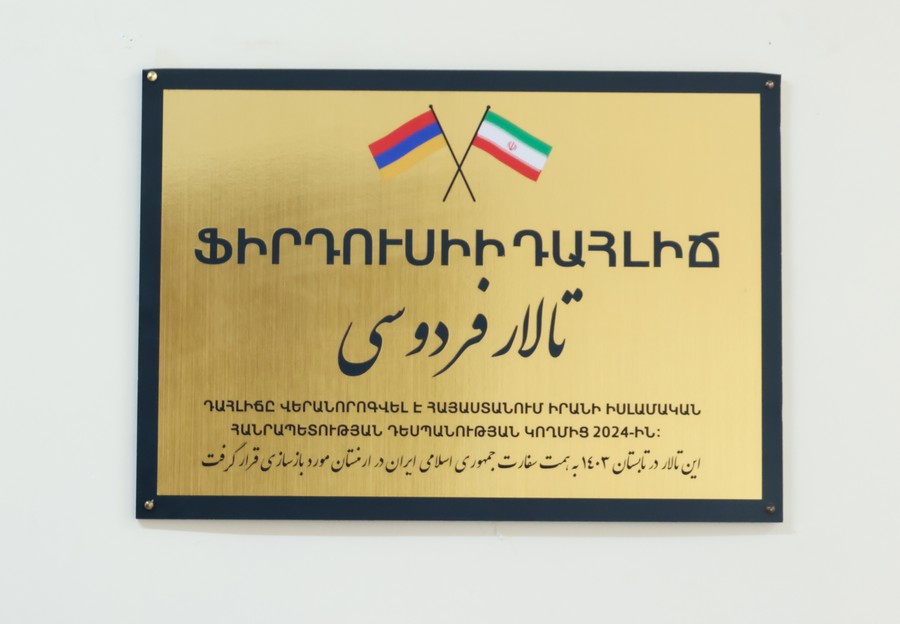 ՖԻՐԴՈՒՍԻԻ ԴԱՀԼԻՃ
تالار فردوسی
ԴԱՀԼԻՃԸ ՎԵՐԱՆՈՐՈԳՎԵԼ Է ՀԱՅԱՍՏԱՆՈՒՄ ԻՐԱՆԻ ԻՍԼԱՄԱԿԱՆ
ՀԱՆՐԱՊԵՏՈՒԹՅԱՆ ԴԵՍՊԱՆՈՒԹՅԱՆ ԿՈՂՄԻՑ 2024-ԻՆ:
این تالار در تابستان ۱٤۰۳ به همت سفارت جمهوری اسلامی ایران در ارمنستان مورد بازسازی قرار گرفت